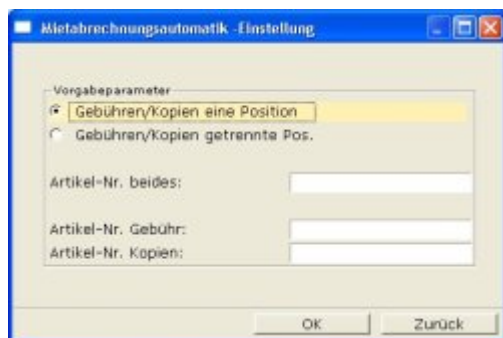 Mietabrechnungsautomatik -Einstellung
Vorgabeparameter
Gebühren/Kopien eine Position
Gebühren/Kopien getrennte Pos.
Artikel-Nr. beides:
Artikel-Nr. Gebühr:
Artikel-Nr. Kopien:
OK Zurück